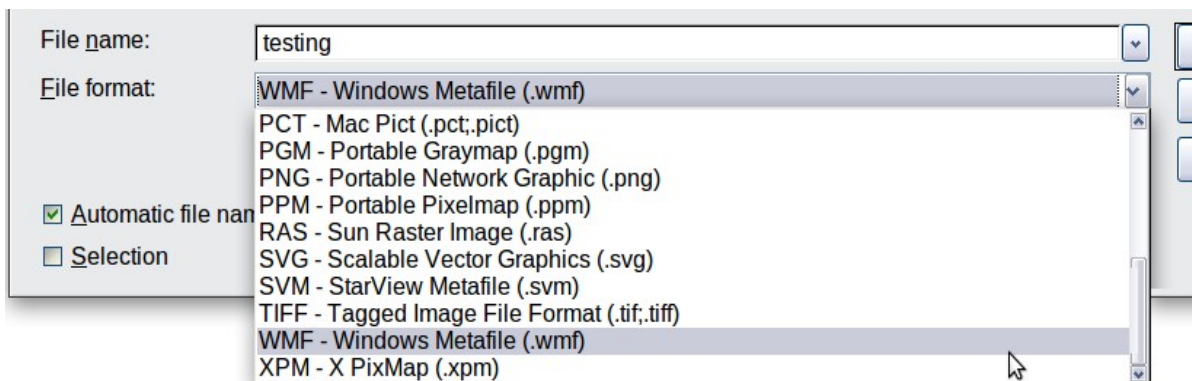 File name:
testing
File format:
WMF - Windows Metafile (.wmf)
PCT - Mac Pict (.pct;.pict)
PGM - Portable Graymap (.pgm)
PNG - Portable Network Graphic (.png)
PPM - Portable Pixelmap (.ppm)
RAS - Sun Raster Image (.ras)
SVG - Scalable Vector Graphics (.svg)
SVM - StarView Metafile (.svm)
TIFF - Tagged Image File Format (.tif;.tiff)
WMF - Windows Metafile (.wmf)
XPM - X PixMap (.xpm)
Automatic file nam
Selection